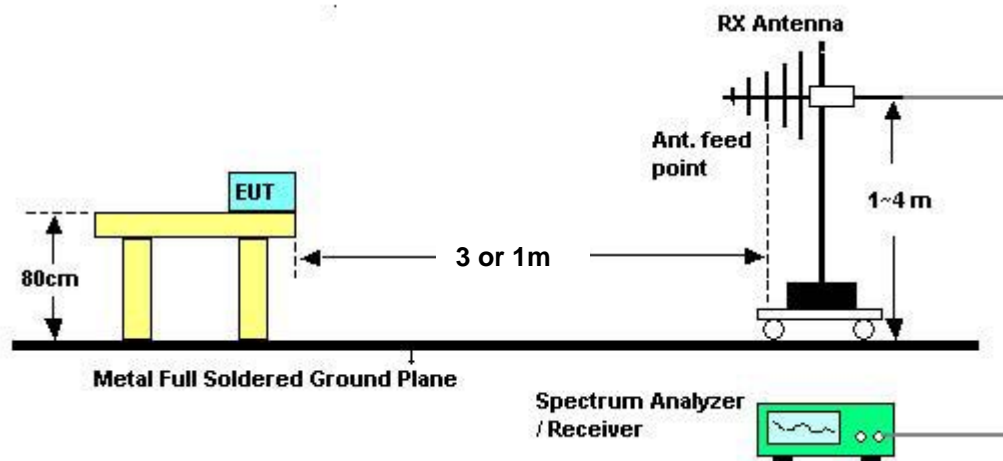 RX Antenna
Ant. feed
point
EUT
1~4 m
3 or 1m
80cm
Metal Full Soldered Ground Plane
Spectrum Analyzer
/ Receiver